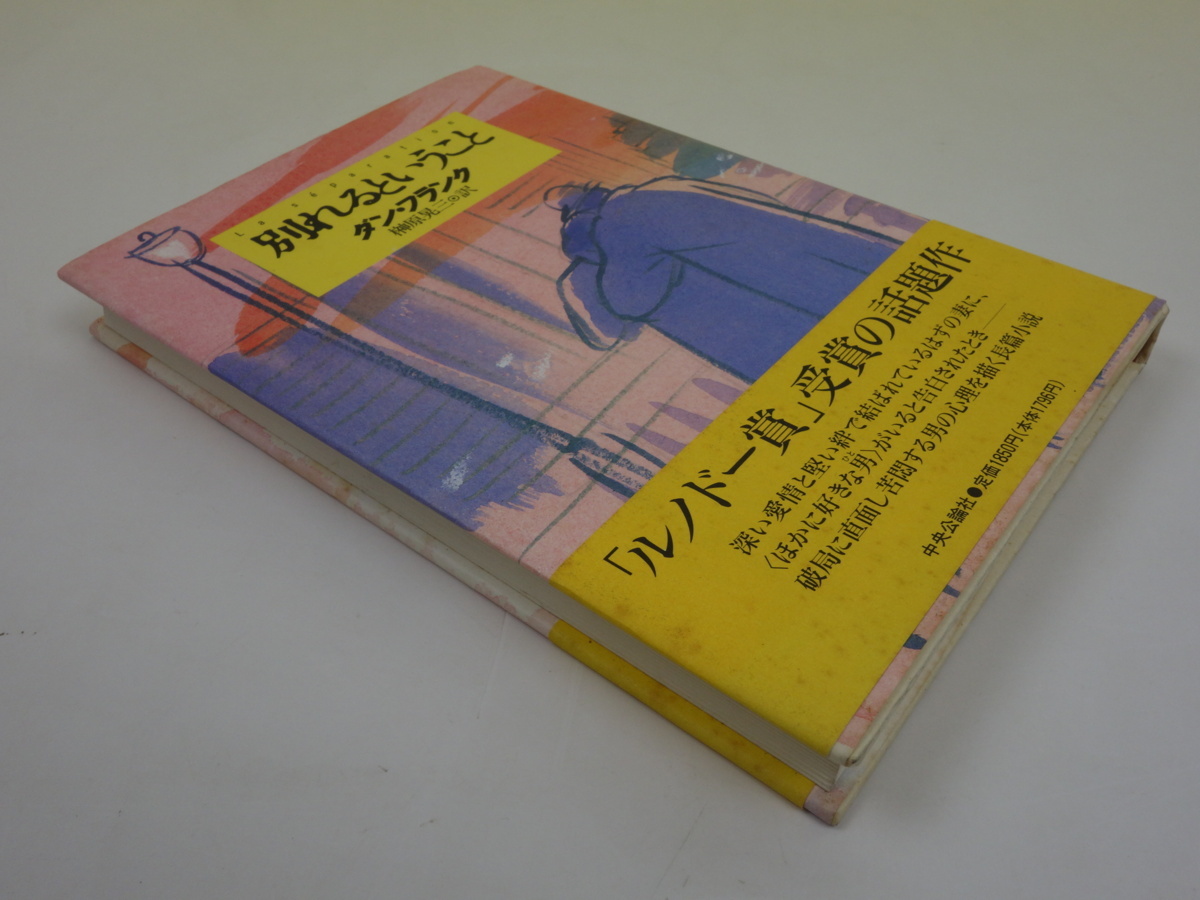 LA SÉPARATION
別れるということ
ダン・フランク
榊原晃三◎訳
「ルノドー賞」受賞の話題作
深い愛情と堅い絆で結ばれているはずの妻に、
〈ほかに好きな男〉がいると告白されたとき――
ひと
破局に直面し苦悶する男の心理を描く長篇小説
中央公論社●定価1850円(本体1796円)